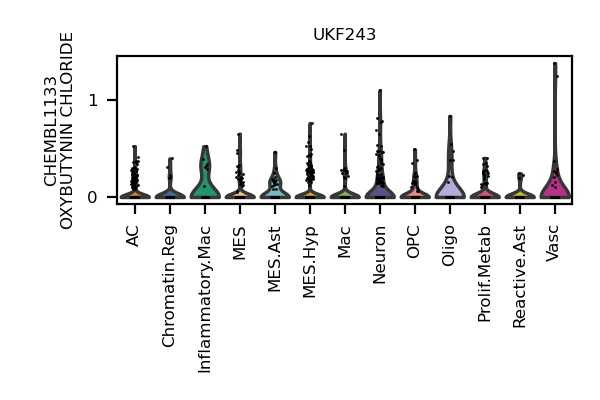 UKF243
CHEMBL1133
OXYBUTYNIN CHLORIDE
1
0
AC
Chromatin.Reg
Inflammatory.Mac
MES
MES.Ast
MES.Hyp
Mac
Neuron
OPC
Oligo
Prolif.Metab
Reactive.Ast
Vasc